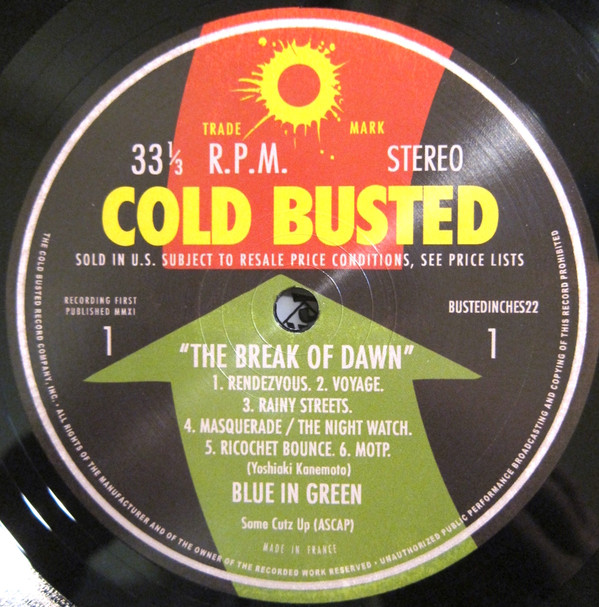 TRADE MARK
33⅓ R.P.M. STEREO
COLD BUSTED
SOLD IN U.S. SUBJECT TO RESALE PRICE CONDITIONS, SEE PRICE LISTS
RECORDING FIRST
PUBLISHED MMXI
BUSTEDINCHES22
1 1
"THE BREAK OF DAWN"
1. RENDEZVOUS. 2. VOYAGE.
3. RAINY STREETS.
4. MASQUERADE / THE NIGHT WATCH.
5. RICOCHET BOUNCE. 6. MOTP.
(Yoshiaki Kanemoto)
BLUE IN GREEN
Some Cutz Up (ASCAP)
MADE IN FRANCE
THE COLD BUSTED RECORD COMPANY, INC. · ALL RIGHTS OF THE MANUFACTURER AND OF THE OWNER OF THE RECORDED WORK RESERVED · UNAUTHORIZED PUBLIC PERFORMANCE BROADCASTING AND COPYING OF THIS RECORD PROHIBITED